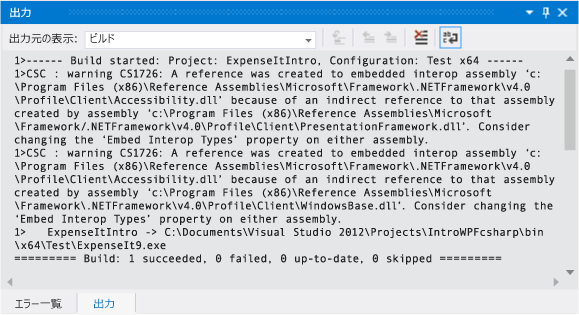 出力
出力元の表示: ビルド
1>------ Build started: Project: ExpenseItIntro, Configuration: Test x64 ------
1>CSC : warning CS1726: A reference was created to embedded interop assembly ‘c:
\Program Files (x86)\Reference Assemblies\Microsoft\Framework\.NETFramework\v4.0
\Profile\Client\Accessibility.dll’ because of an indirect reference to that assembly
created by assembly ‘c:\Program Files (x86)\Reference Assemblies\Microsoft
\Framework/.NETFramework\v4.0\Profile\Client\PresentationFramework.dll’. Consider
changing the ‘Embed Interop Types’ property on either assembly.
1>CSC : warning CS1726: A reference was created to embedded interop assembly ‘c:
\Program Files (x86)\Reference Assemblies\Microsoft\Framework\.NETFramework\v4.0
\Profile\Client\Accessibility.dll’ because of an indirect reference to that assembly
created by assembly ‘c:\Program Files (x86)\Reference Assemblies\Microsoft
\Framework\.NETFramework\v4.0\Profile\Client\WindowsBase.dll’. Consider changing the
‘Embed Interop Types’ property on either assembly.
1>   ExpenseItIntro -> C:\Documents\Visual Studio 2012\Projects\IntroWPFcsharp\bin
\x64\Test\ExpenseIt9.exe
========= Build: 1 succeeded, 0 failed, 0 up-to-date, 0 skipped =========
エラー一覧 出力